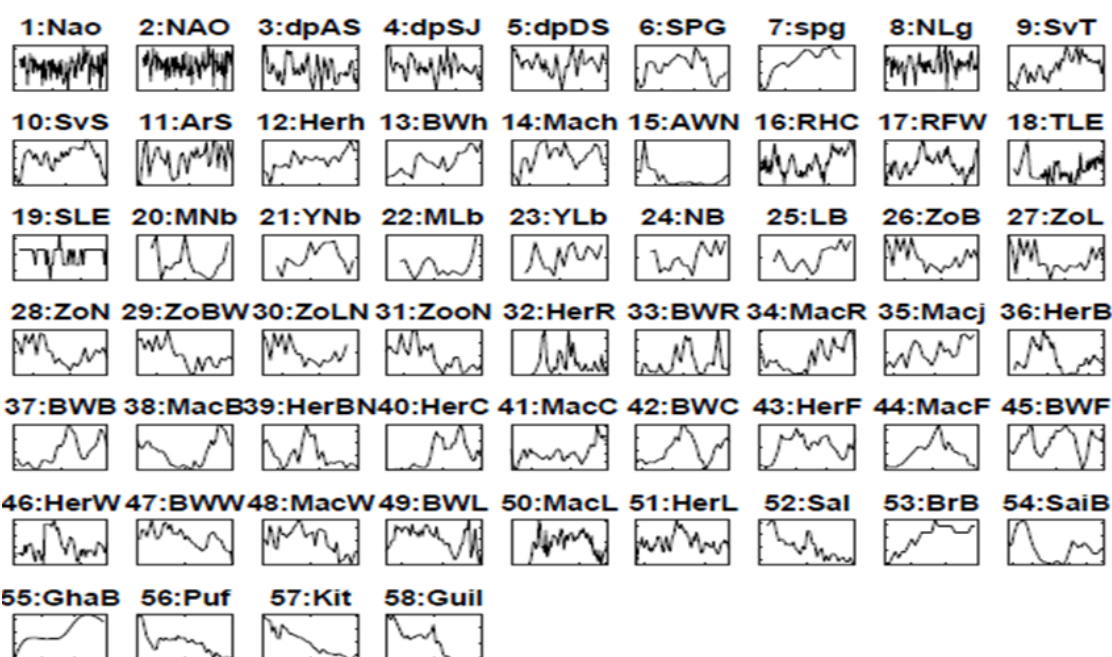 1:Nao 2:NAO 3:dpAS 4:dpSJ 5:dpDS 6:SPG 7:spg 8:NLg 9:SvT
10:SvS 11:ArS 12:Herh 13:BWh 14:Mach 15:AWN 16:RHC 17:RFW 18:TLE
19:SLE 20:MNb 21:YNb 22:MLb 23:YLb 24:NB 25:LB 26:ZoB 27:ZoL
28:ZoN 29:ZoBW 30:ZoLN 31:ZooN 32:HerR 33:BWR 34:MacR 35:Macj 36:HerB
37:BWB 38:MacB 39:HerBN 40:HerC 41:MacC 42:BWC 43:HerF 44:MacF 45:BWF
46:HerW 47:BWW 48:MacW 49:BWL 50:MacL 51:HerL 52:Sal 53:BrB 54:SaiB
55:GhaB 56:Puf 57:Kit 58:Guil